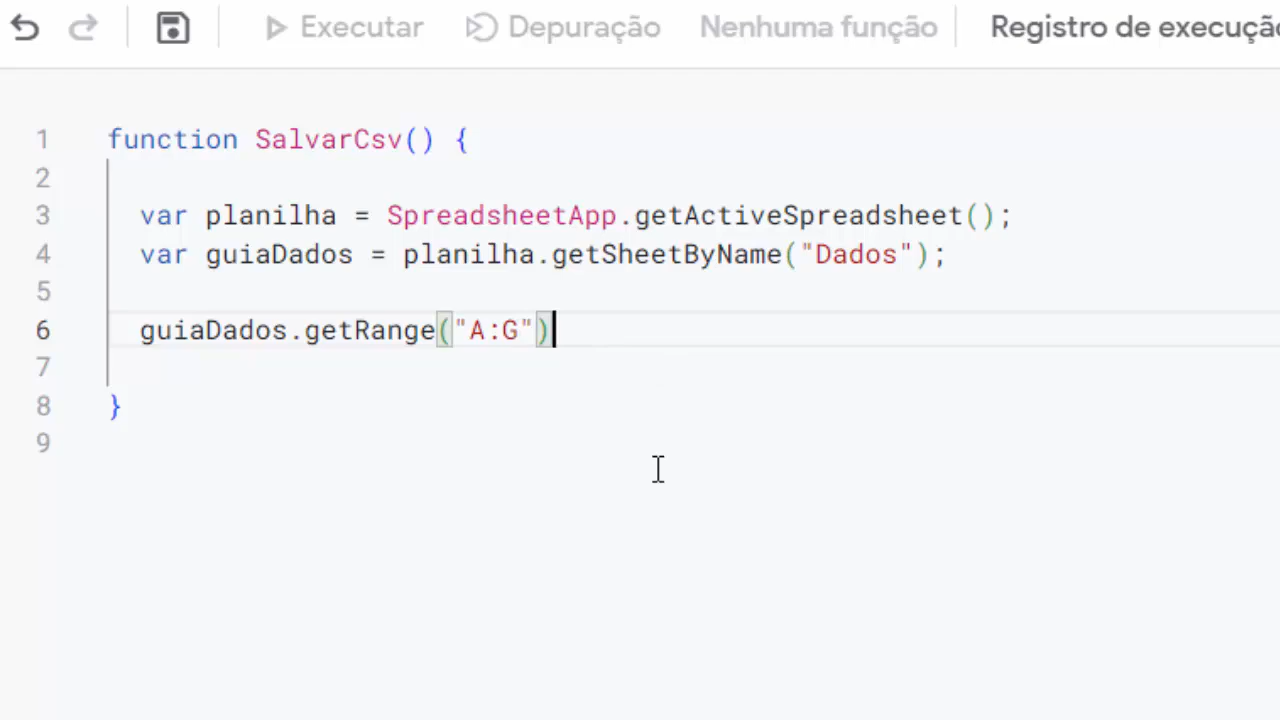 Executar Depuração Nenhuma função Registro de execuçã
1 function SalvarCsv() {
2
3 var planilha = SpreadsheetApp.getActiveSpreadsheet();
4 var guiaDados = planilha.getSheetByName("Dados");
5
6 guiaDados.getRange("A:G")
7
8 }
9